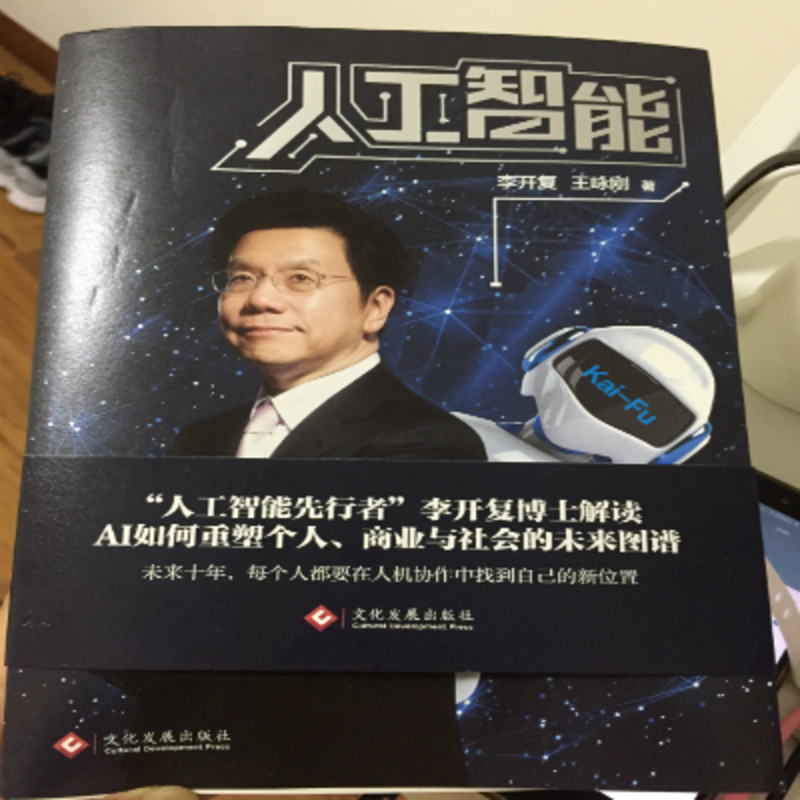 人工智能
李开复 王咏刚 著
Kai-Fu
“人工智能先行者”李开复博士解读
AI如何重塑个人、商业与社会的未来图谱
未来十年，每个人都要在人机协作中找到自己的新位置
文化发展出版社
Cultural Development Press
文化发展出版社
Cultural Development Press